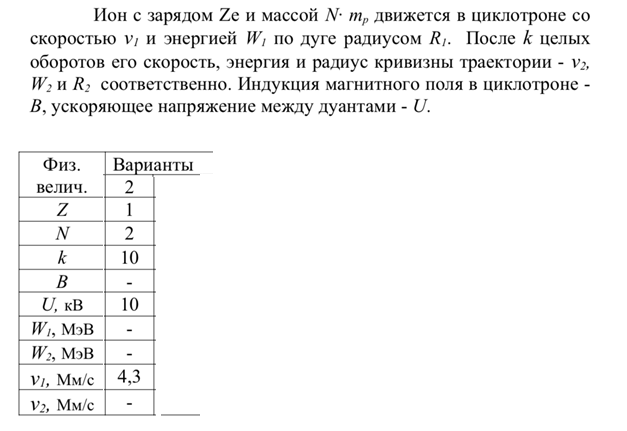 Ион с зарядом Ze и массой N· mp движется в циклотроне со
скоростью v1 и энергией W1 по дуге радиусом R1. После k целых
оборотов его скорость, энергия и радиус кривизны траектории - v2,
W2 и R2 соответственно. Индукция магнитного поля в циклотроне -
B, ускоряющее напряжение между дуантами - U.
Физ. Варианты
велич. 2
Z 1
N 2
k 10
B -
U, кВ 10
W1, МэВ -
W2, МэВ -
v1, Мм/с 4,3
v2, Мм/с -